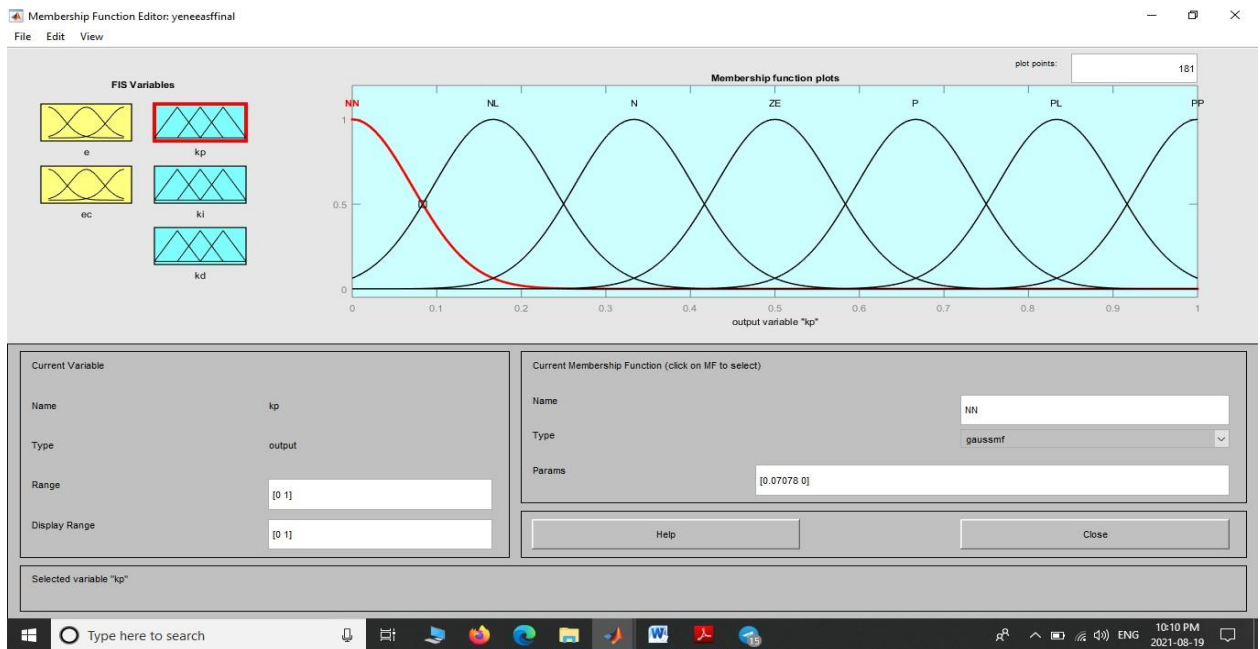 Membership Function Editor: yeneeasffinal
File Edit View
FIS Variables
e
kp
ec
ki
kd
plot points: 181
Membership function plots
NN NL N ZE P PL PP
1
0.5
0
0 0.1 0.2 0.3 0.4 0.5 0.6 0.7 0.8 0.9 1
output variable "kp"
Current Variable
Name kp
Type output
Range [0 1]
Display Range [0 1]
Current Membership Function (click on MF to select)
Name NN
Type gaussmf
Params [0.07078 0]
Help Close
Selected variable "kp"
Type here to search
15
ENG
10:10 PM
2021-08-19